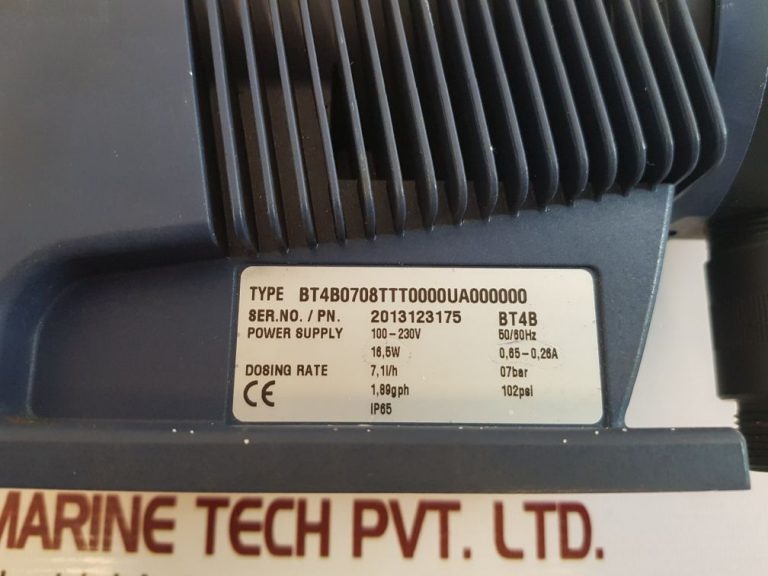 TYPE BT4B0708TTT0000UA000000
SER.NO. / PN. 2013123175 BT4B
POWER SUPPLY 100-230V 50/60Hz
16,5W 0,65-0,26A
DOSING RATE 7,1l/h 07bar
CE 1,89gph 102psi
IP65
MARINE TECH PVT. LTD.